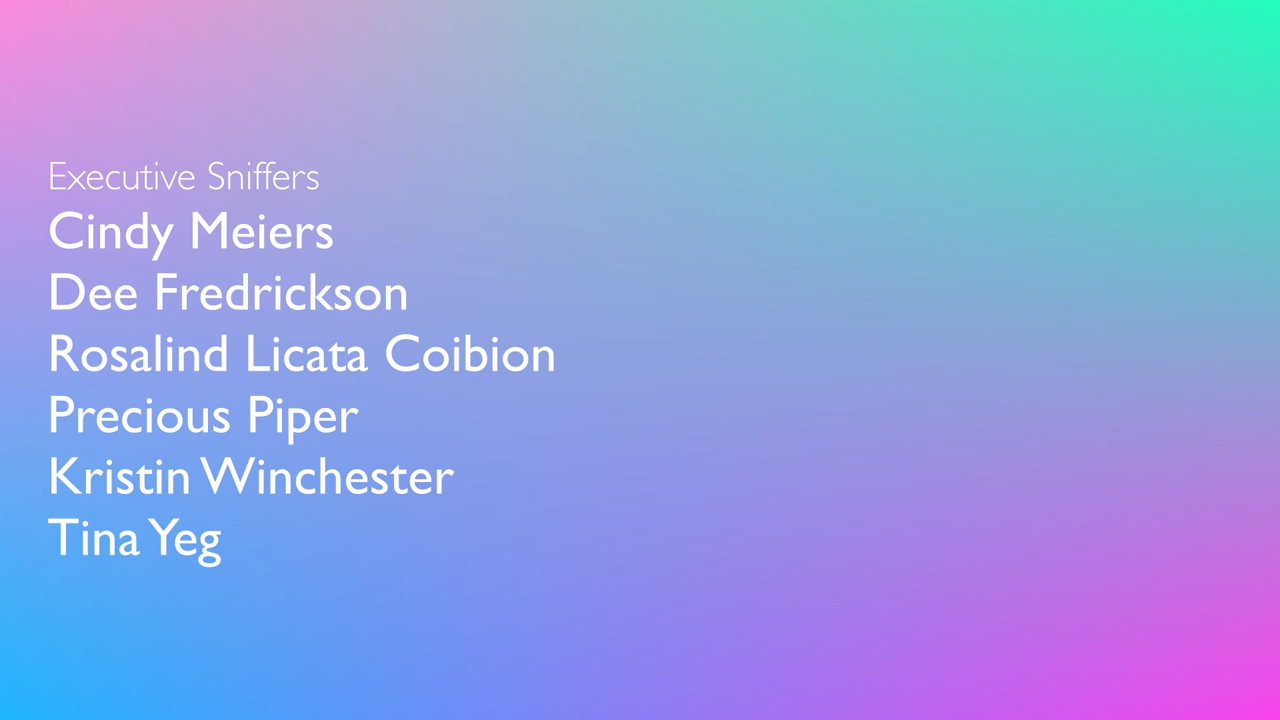 Executive Sniffers
Cindy Meiers
Dee Fredrickson
Rosalind Licata Coibion
Precious Piper
Kristin Winchester
Tina Yeg